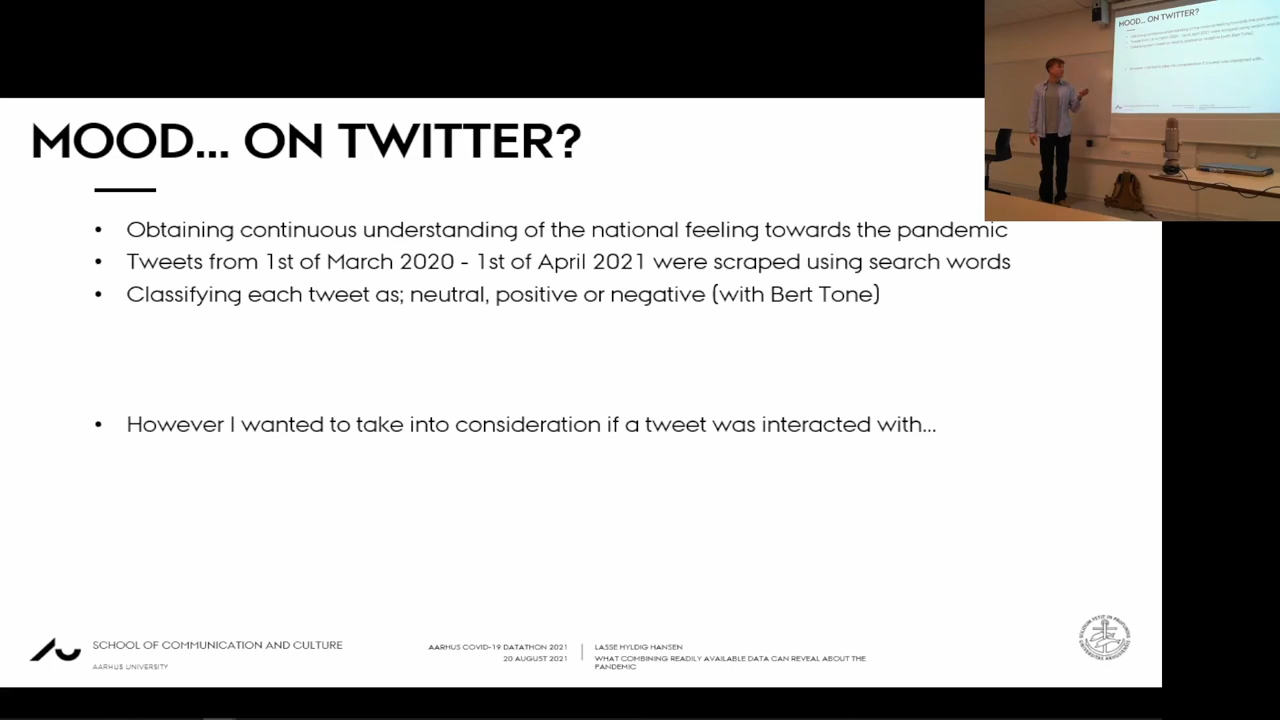 MOOD... ON TWITTER?
• Obtaining continuous understanding of the national feeling towards the pandemic
• Tweets from 1st of March 2020 - 1st of April 2021 were scraped using search words
• Classifying each tweet as; neutral, positive or negative (with Bert Tone)
• However I wanted to take into consideration if a tweet was interacted with...
SCHOOL OF COMMUNICATION AND CULTURE
AARHUS UNIVERSITY
AARHUS COVID-19 DATATHON 2021
20 AUGUST 2021
LASSE HYLDIG HANSEN
WHAT COMBINING READILY AVAILABLE DATA CAN REVEAL ABOUT THE
PANDEMIC
MOOD... ON TWITTER?